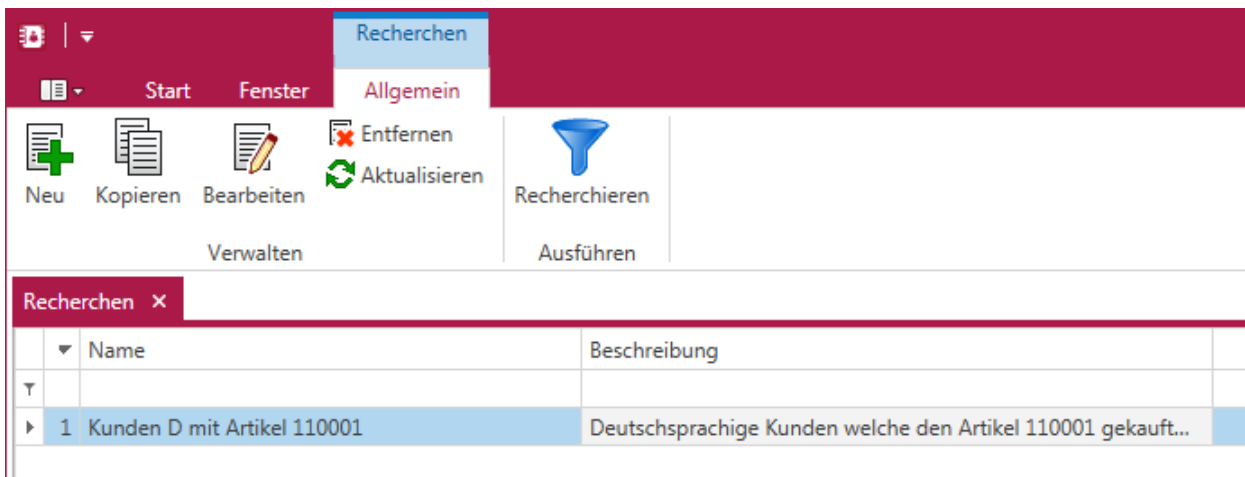 Recherchen
Start Fenster Allgemein
Neu Kopieren Bearbeiten Entfernen Aktualisieren Recherchieren
Verwalten Ausführen
Recherchen
Name Beschreibung
1 Kunden D mit Artikel 110001 Deutschsprachige Kunden welche den Artikel 110001 gekauft...